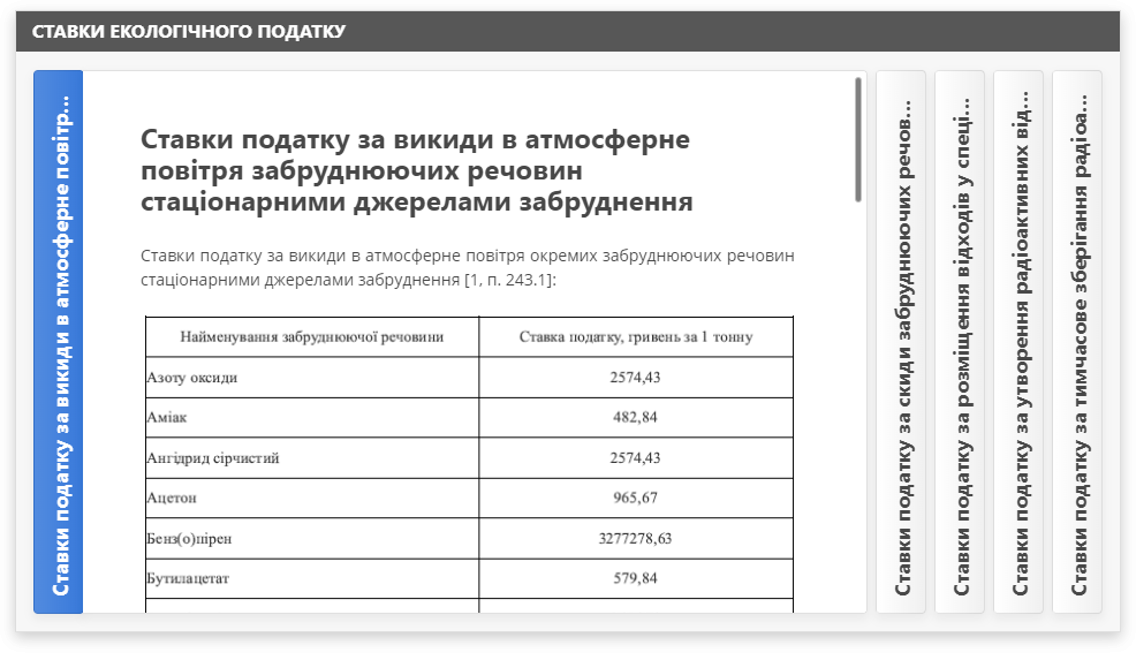 СТАВКИ ЕКОЛОГІЧНОГО ПОДАТКУ
Ставки податку за викиди в атмосферне повітр...
Ставки податку за викиди в атмосферне
повітря забруднюючих речовин
стаціонарними джерелами забруднення
Ставки податку за викиди в атмосферне повітря окремих забруднюючих речовин
стаціонарними джерелами забруднення [1, п. 243.1]:
Найменування забруднюючої речовини Ставка податку, гривень за 1 тонну
Азоту оксиди 2574,43
Аміак 482,84
Ангідрид сірчистий 2574,43
Ацетон 965,67
Бенз(о)пірен 3277278,63
Бутилацетат 579,84
Ставки податку за скиди забруднюючих речов...
Ставки податку за розміщення відходів у спеці...
Ставки податку за утворення радіоактивних від...
Ставки податку за тимчасове зберігання радіоа...